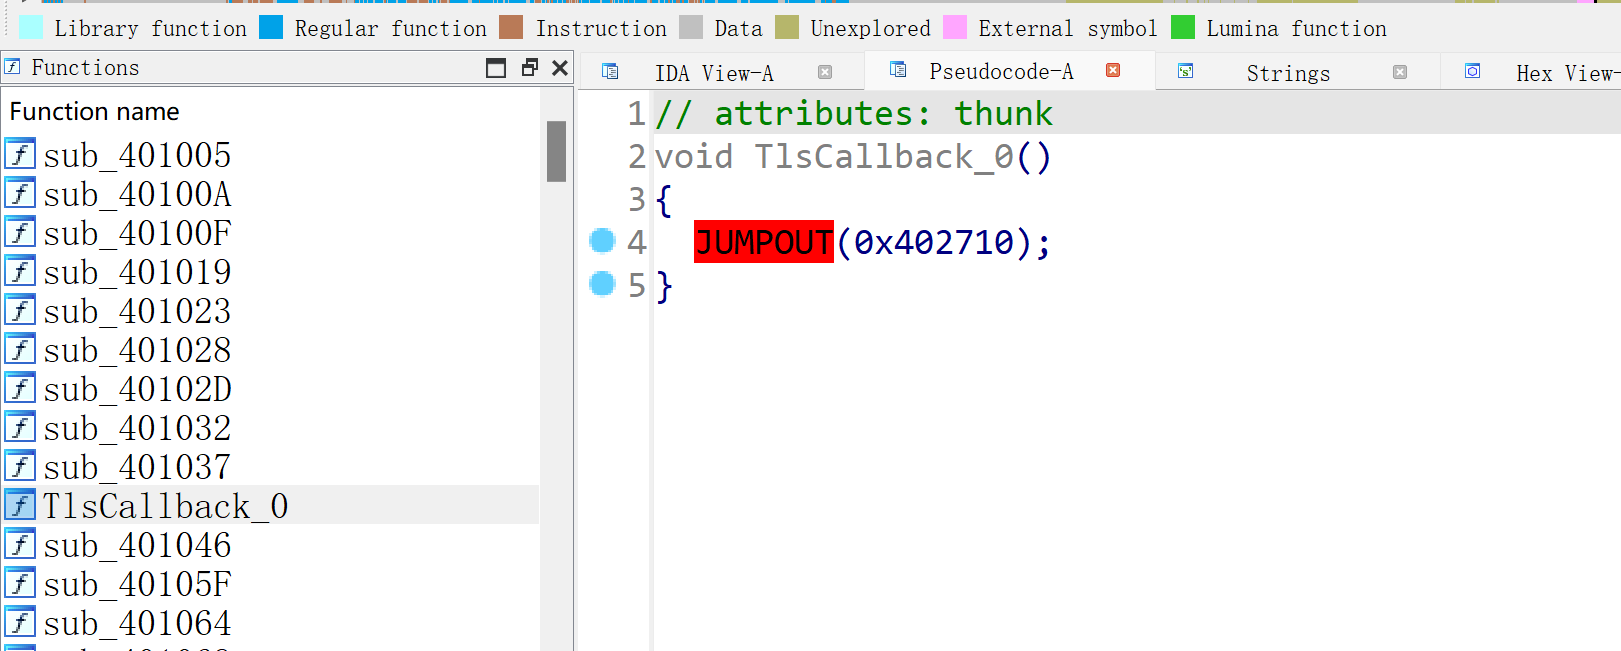 Library function Regular function Instruction Data Unexplored External symbol Lumina function
Functions
IDA View-A Pseudocode-A Strings Hex View-
Function name
sub_401005
sub_40100A
sub_40100F
sub_401019
sub_401023
sub_401028
sub_40102D
sub_401032
sub_401037
TlsCallback_0
sub_401046
sub_40105F
sub_401064
1 // attributes: thunk
2 void TlsCallback_0()
3 {
4 JUMPOUT(0x402710);
5 }